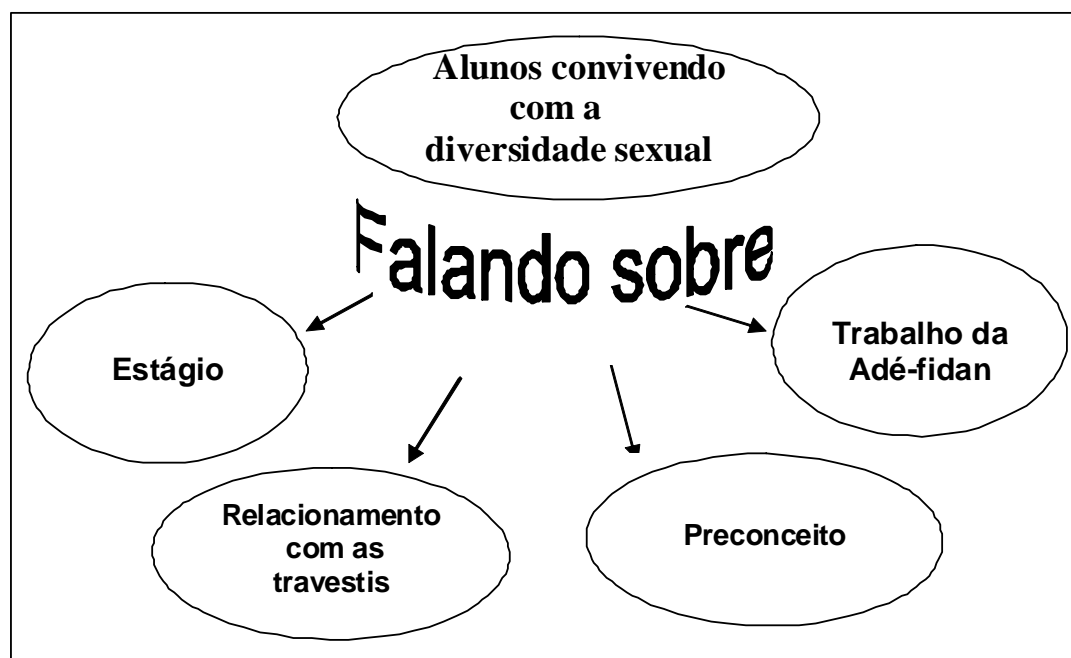 Alunos convivendo
com a
diversidade sexual
Falando sobre
Estágio
Trabalho da
Adé-fidan
Relacionamento
com as
travestis
Preconceito